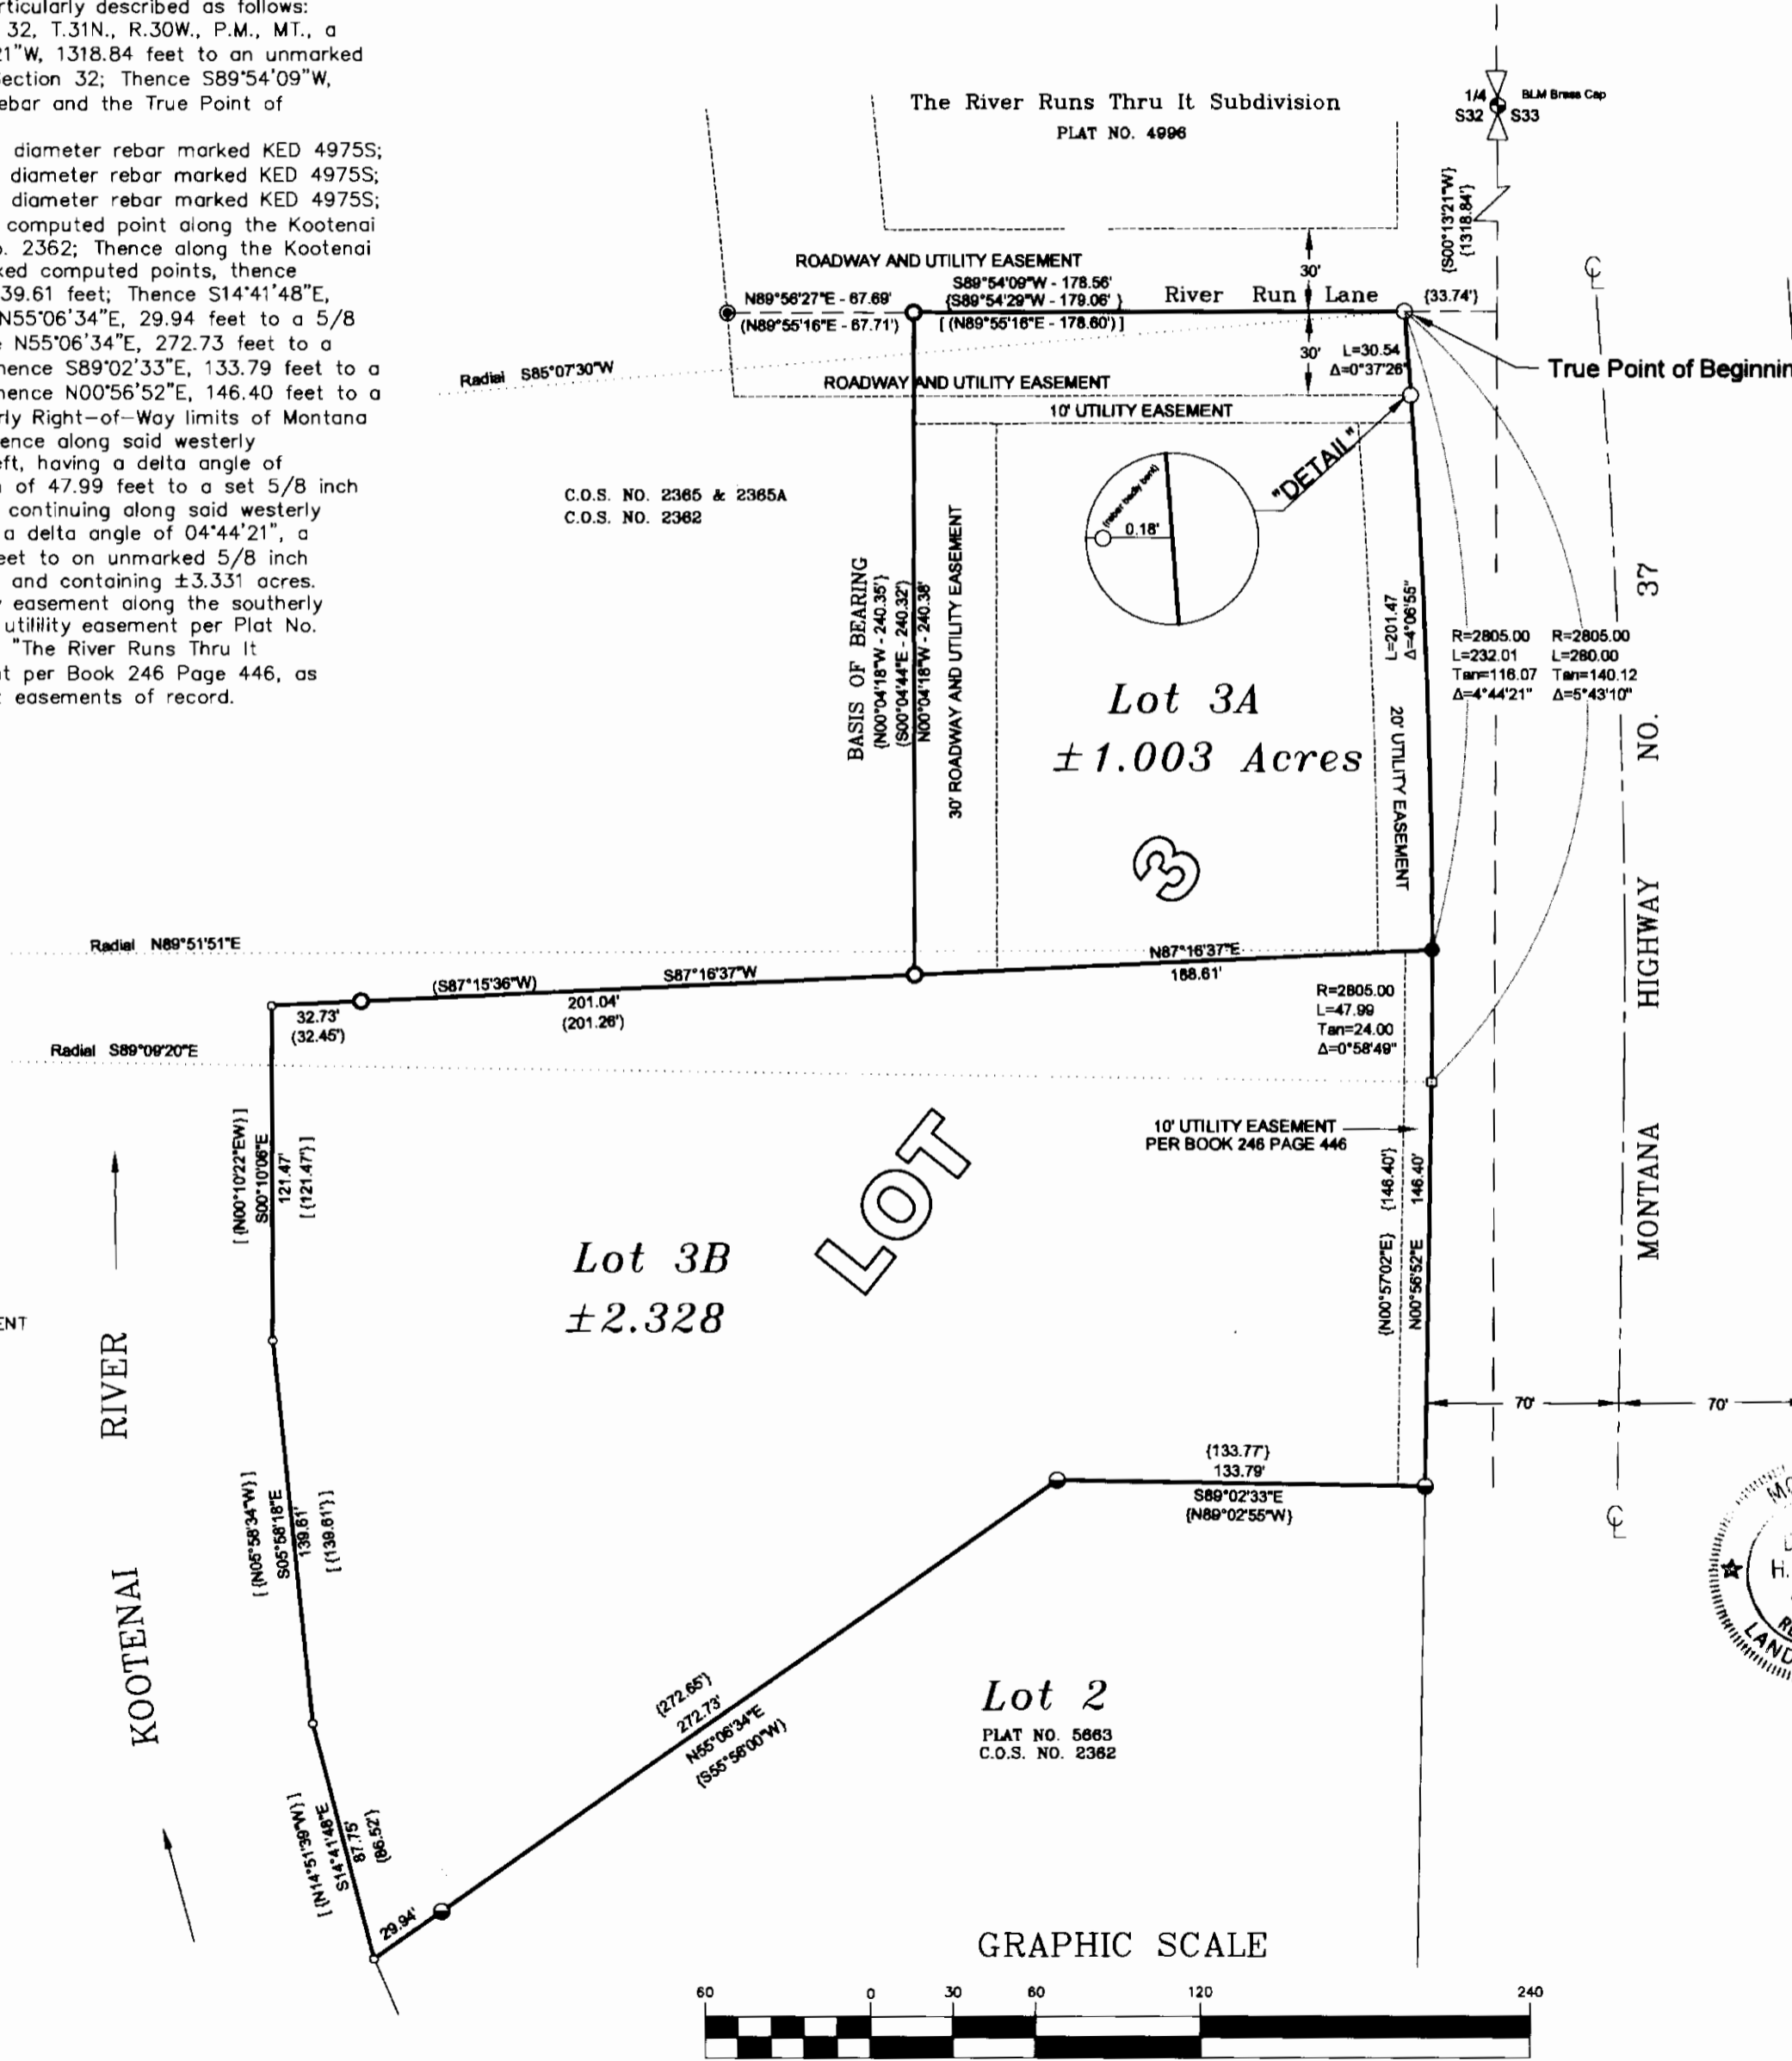 rticularly described as follows:
32, T.31N., R.30W., P.M., MT., a
21"W, 1318.84 feet to an unmarked
Section 32; Thence S89°54'09"W,
ebar and the True Point of
diameter rebar marked KED 4975S;
diameter rebar marked KED 4975S;
diameter rebar marked KED 4975S;
computed point along the Kootenai
o. 2362; Thence along the Kootenai
ked computed points, thence
39.61 feet; Thence S14°41'48"E,
N55°06'34"E, 29.94 feet to a 5/8
N55°06'34"E, 272.73 feet to a
hence S89°02'33"E, 133.79 feet to a
hence N00°56'52"E, 146.40 feet to a
rly Right-of-Way limits of Montana
ence along said westerly
eft, having a delta angle of
of 47.99 feet to a set 5/8 inch
continuing along said westerly
a delta angle of 04°44'21", a
eet to on unmarked 5/8 inch
and containing ±3.331 acres.
easement along the southerly
utilility easement per Plat No.
"The River Runs Thru It
t per Book 246 Page 446, as
easements of record.
The River Runs Thru It Subdivision
PLAT NO. 4996
1/4
BLM Brass Cap
S32 S33
{S00°13'21"W}
{1318.84'}
ROADWAY AND UTILITY EASEMENT
30'
N89°56'27"E - 67.69'
(N89°55'16"E - 67.71')
S89°54'09"W - 178.56'
{S89°54'29"W - 179.06' }
[ (N89°55'16"E - 178.60') ]
River Run Lane
{33.74'}
30'
L=30.54
Δ=0°37'26"
True Point of Beginnin
Radial S85°07'30"W
ROADWAY AND UTILITY EASEMENT
10' UTILITY EASEMENT
"DETAIL"
(rebar badly bent)
0.18'
C.O.S. NO. 2365 & 2365A
C.O.S. NO. 2362
BASIS OF BEARING
{N00°04'18"W - 240.35'}
(S00°04'44"E - 240.32')
N00°04'18"W - 240.38'
30' ROADWAY AND UTILITY EASEMENT
L=201.47
Δ=4°06'55"
20' UTILITY EASEMENT
R=2805.00
L=232.01
Tan=116.07
Δ=4°44'21"
R=2805.00
L=280.00
Tan=140.12
Δ=5°43'10"
Lot 3A
±1.003 Acres
3
MONTANA HIGHWAY NO. 37
Radial N89°51'51"E
(S87°15'36"W)
S87°16'37"W
201.04'
(201.26')
32.73'
(32.45')
N87°16'37"E
188.61'
R=2805.00
L=47.99
Tan=24.00
Δ=0°58'49"
Radial S89°09'20"E
[ {N00°10'22"EW} ]
S00°10'06"E
121.47'
[ {121.47'} ]
10' UTILITY EASEMENT
PER BOOK 246 PAGE 446
{N00°57'02"E} {146.40'}
N00°56'52"E 146.40'
LOT
Lot 3B
±2.328
ENT
KOOTENAI RIVER
[ {N05°58'34"W} ]
S05°58'18"E
139.61'
[ {139.61'} ]
70'
70'
{133.77'}
133.79'
S89°02'33"E
{N89°02'55"W}
{272.65'}
272.73'
N55°06'34"E
{S55°56'00"W}
Lot 2
PLAT NO. 5663
C.O.S. NO. 2362
[ {N14°51'39"W} ]
S14°41'48"E
87.75'
{86.52'}
29.94'
H.
LAND
GRAPHIC SCALE
60 0 30 60 120 240